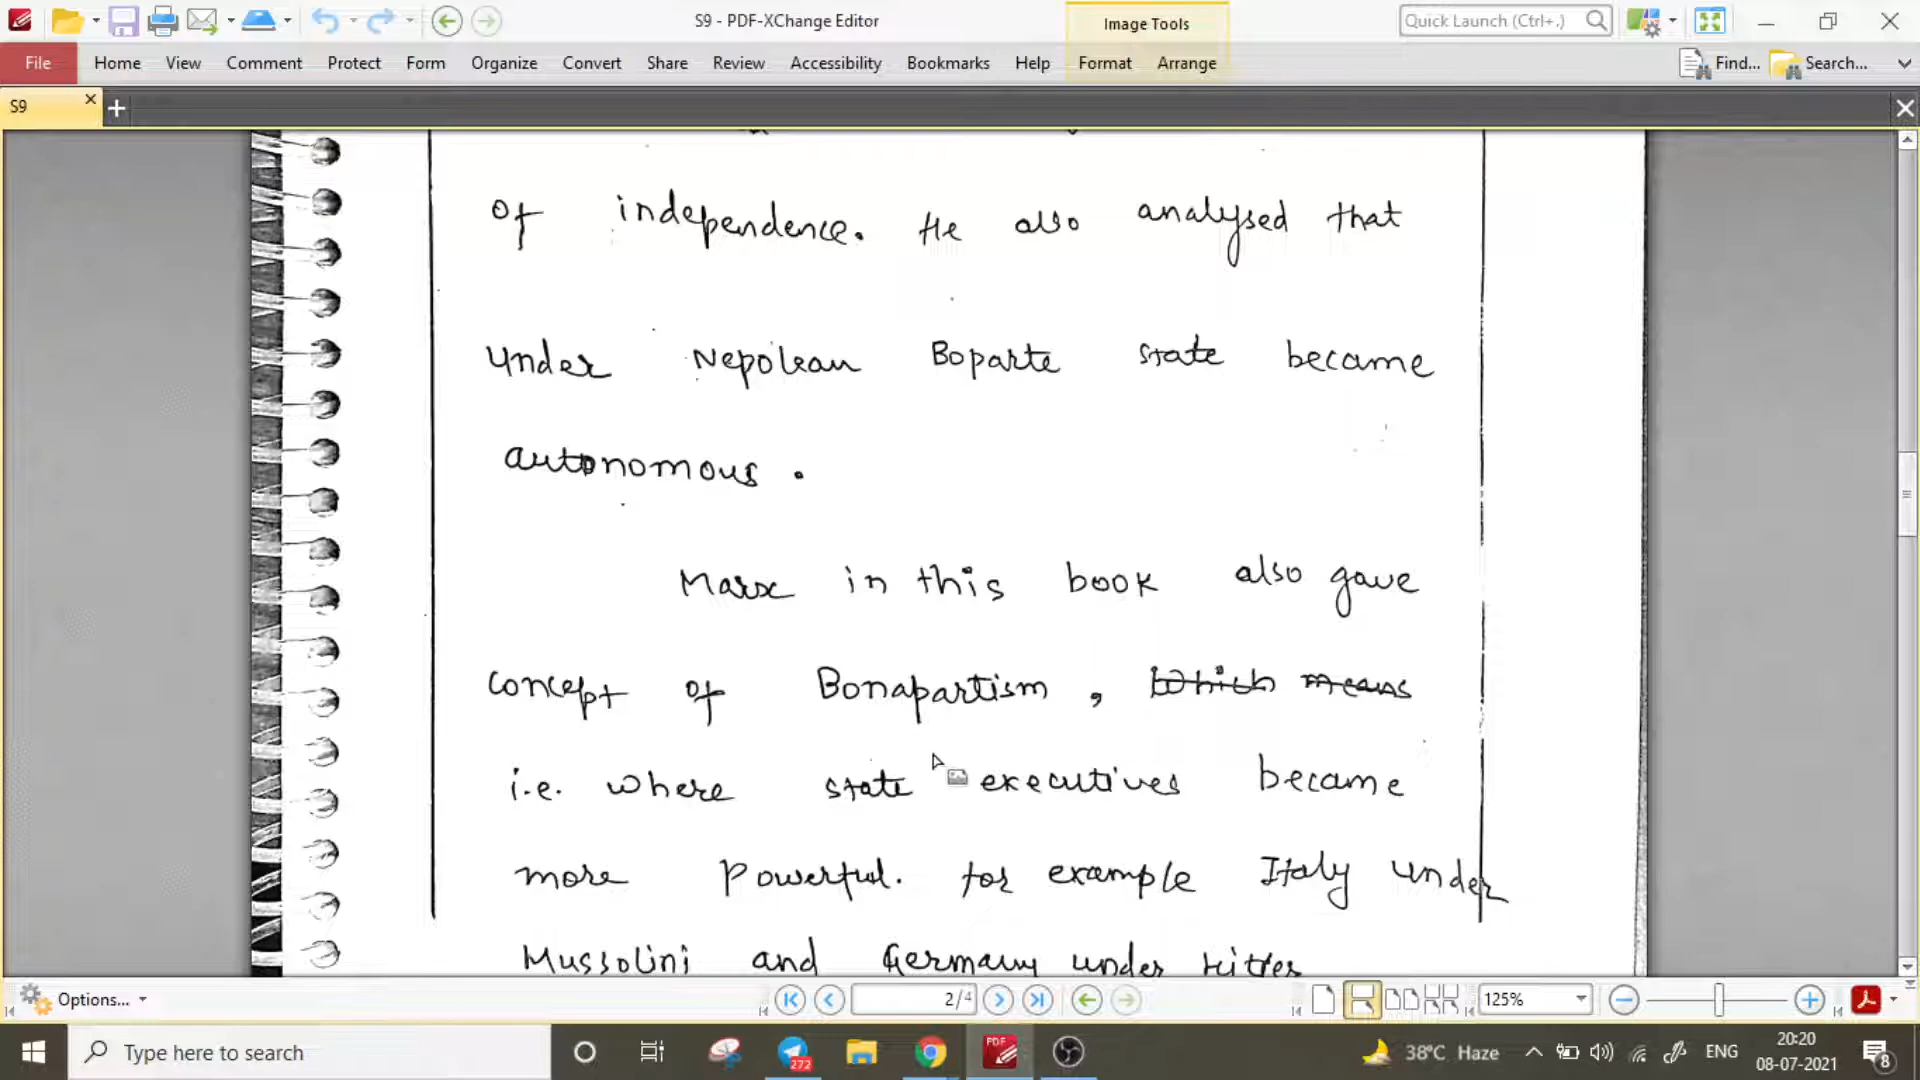 S9 - PDF-XChange Editor
Image Tools
Quick Launch (Ctrl+.)
File Home View Comment Protect Form Organize Convert Share Review Accessibility Bookmarks Help Format Arrange Find... Search...
S9
of independence. He also analysed that
under Nepolean Boparte state became
autonomous.
Marx in this book also gave
concept of Bonapartism, which means
i.e. where state executives became
more powerful. for example Italy under
Mussolini and Germany under Hitler
Options... 2/4 125%
PDF
272
Type here to search 38°C Haze ENG 20:20
08-07-2021 8